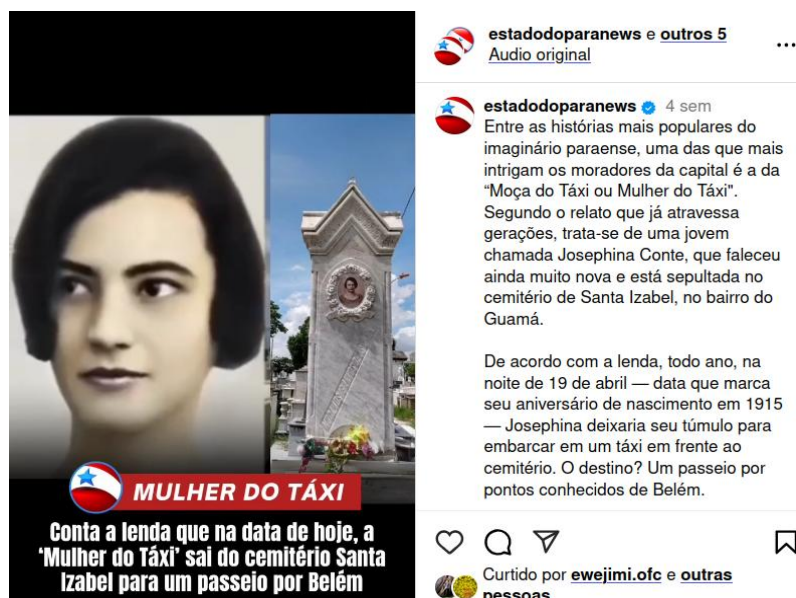 MULHER DO TÁXI
Conta a lenda que na data de hoje, a
‘Mulher do Táxi’ sai do cemitério Santa
Izabel para um passeio por Belém
estadodoparanews e outros 5
Audio original
estadodoparanews 4 sem
Entre as histórias mais populares do
imaginário paraense, uma das que mais
intrigam os moradores da capital é a da
“Moça do Táxi ou Mulher do Táxi".
Segundo o relato que já atravessa
gerações, trata-se de uma jovem
chamada Josephina Conte, que faleceu
ainda muito nova e está sepultada no
cemitério de Santa Izabel, no bairro do
Guamá.
De acordo com a lenda, todo ano, na
noite de 19 de abril — data que marca
seu aniversário de nascimento em 1915
— Josephina deixaria seu túmulo para
embarcar em um táxi em frente ao
cemitério. O destino? Um passeio por
pontos conhecidos de Belém.
Curtido por ewejimi.ofc e outras
pessoas